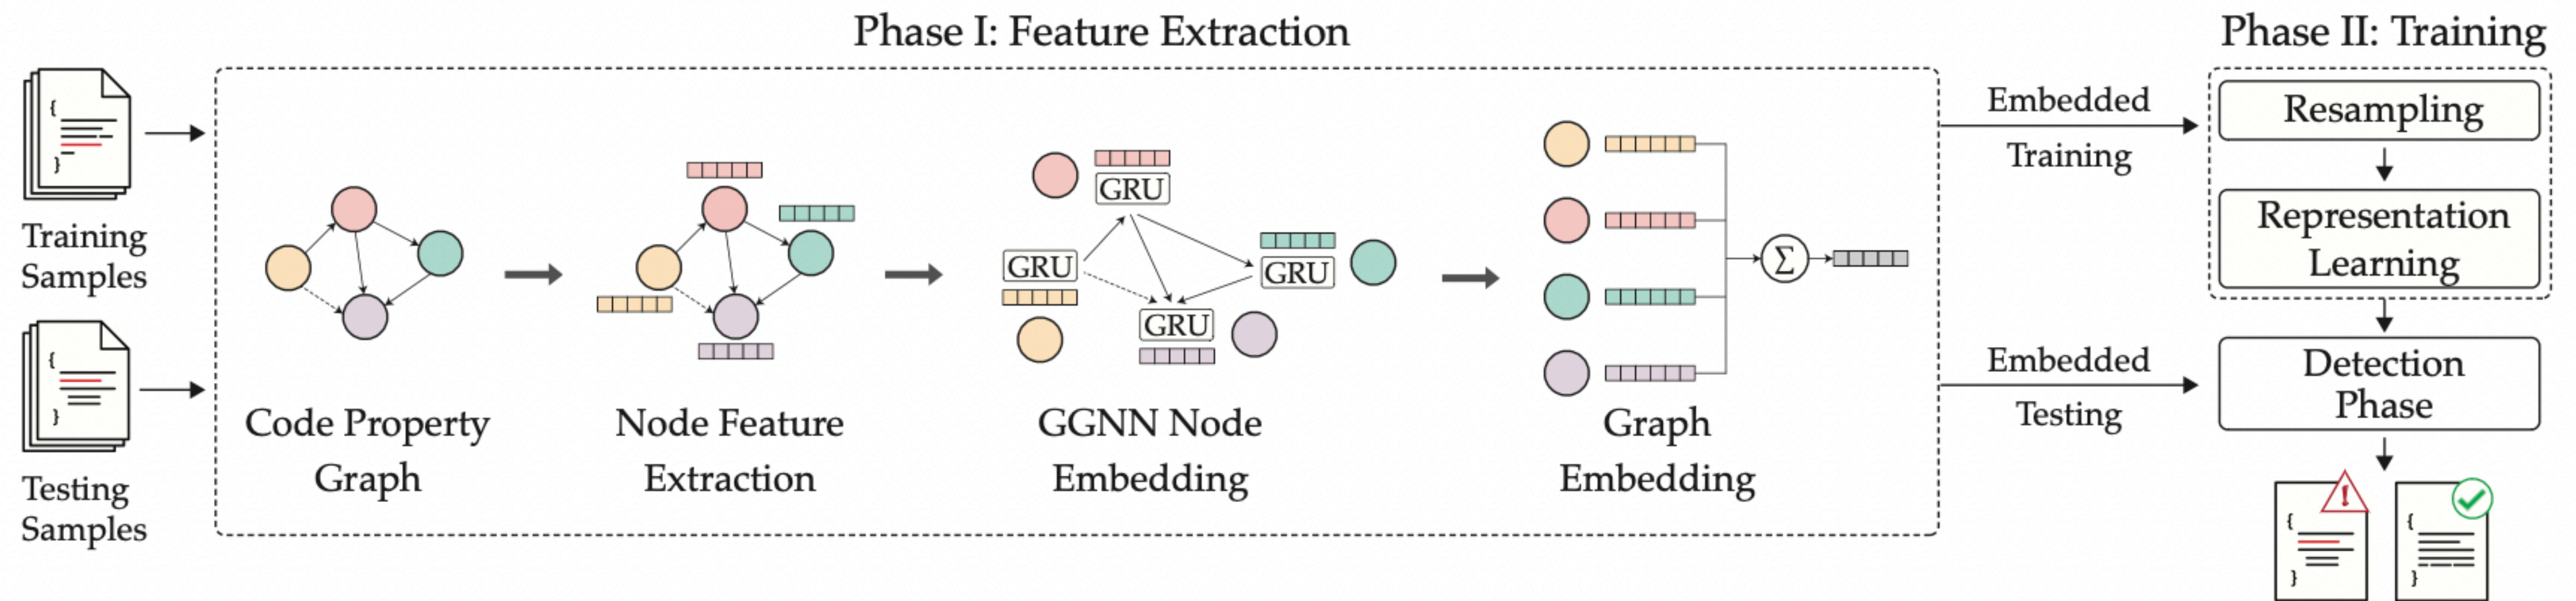 Phase I: Feature Extraction
Phase II: Training
{
}
Training
Samples
{
}
Testing
Samples
Code Property
Graph
Node Feature
Extraction
GRU
GRU
GRU
GRU
GGNN Node
Embedding
Σ
Graph
Embedding
Embedded
Training
Embedded
Testing
Resampling
Representation
Learning
Detection
Phase
!
{
}
{
}